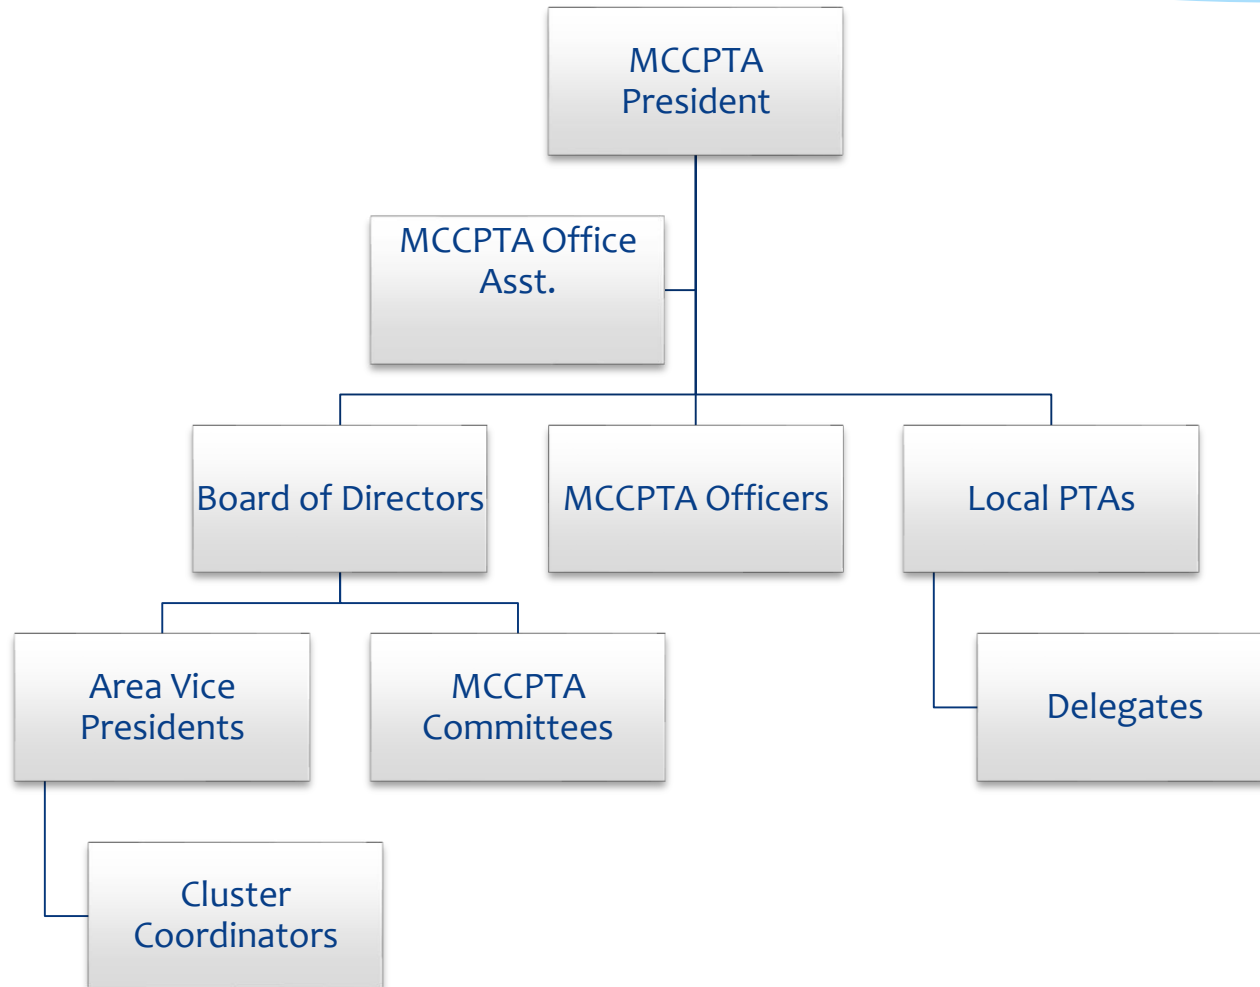 MCCPTA
President
MCCPTA Office
Asst.
Board of Directors
MCCPTA Officers
Local PTAs
Area Vice
Presidents
MCCPTA
Committees
Delegates
Cluster
Coordinators